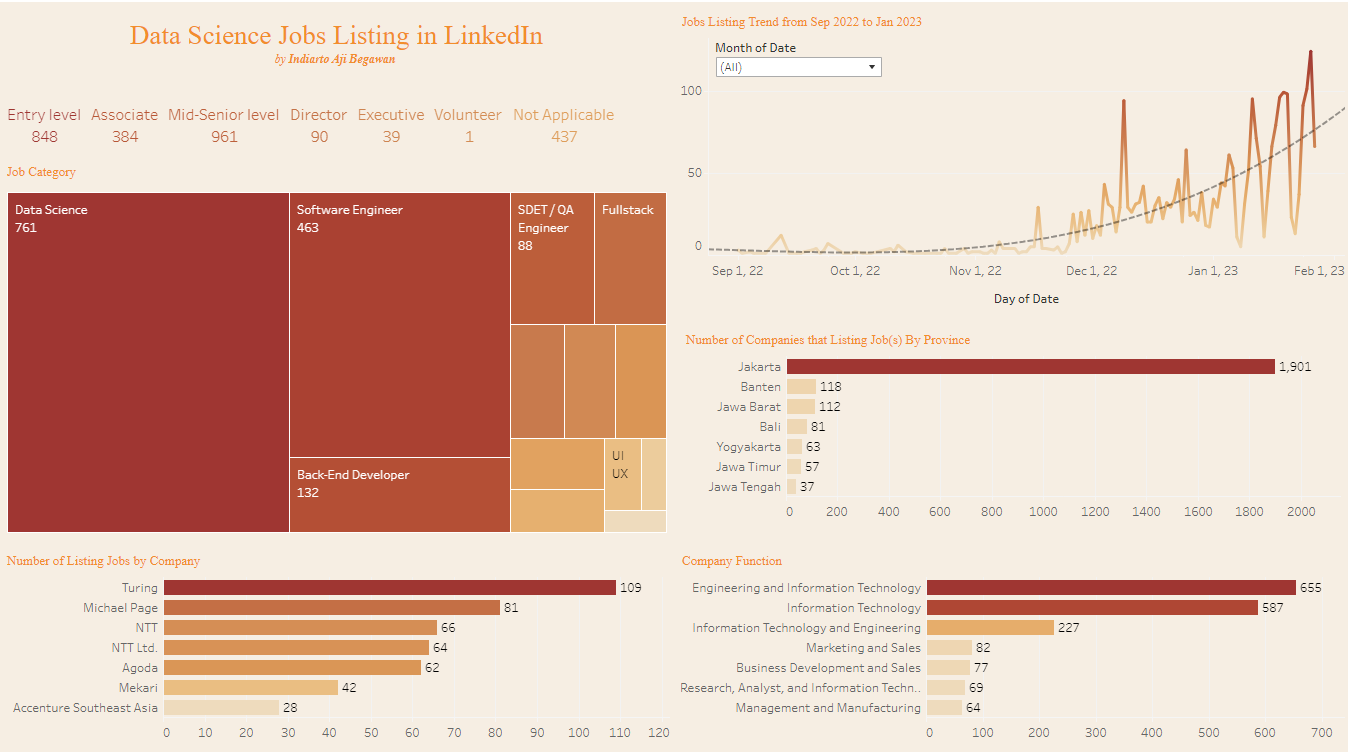 Data Science Jobs Listing in LinkedIn
by Indiarto Aji Begawan
Entry level Associate Mid-Senior level Director Executive Volunteer Not Applicable
848 384 961 90 39 1 437
Job Category
Data Science
761
Software Engineer
463
Back-End Developer
132
SDET / QA
Engineer
88
Fullstack
UI
UX
Jobs Listing Trend from Sep 2022 to Jan 2023
Month of Date
(All)
100
50
0
Sep 1, 22 Oct 1, 22 Nov 1, 22 Dec 1, 22 Jan 1, 23 Feb 1, 23
Day of Date
Number of Companies that Listing Job(s) By Province
Jakarta 1,901
Banten 118
Jawa Barat 112
Bali 81
Yogyakarta 63
Jawa Timur 57
Jawa Tengah 37
0 200 400 600 800 1000 1200 1400 1600 1800 2000
Number of Listing Jobs by Company
Turing 109
Michael Page 81
NTT 66
NTT Ltd. 64
Agoda 62
Mekari 42
Accenture Southeast Asia 28
0 10 20 30 40 50 60 70 80 90 100 110 120
Company Function
Engineering and Information Technology 655
Information Technology 587
Information Technology and Engineering 227
Marketing and Sales 82
Business Development and Sales 77
Research, Analyst, and Information Techn.. 69
Management and Manufacturing 64
0 100 200 300 400 500 600 700